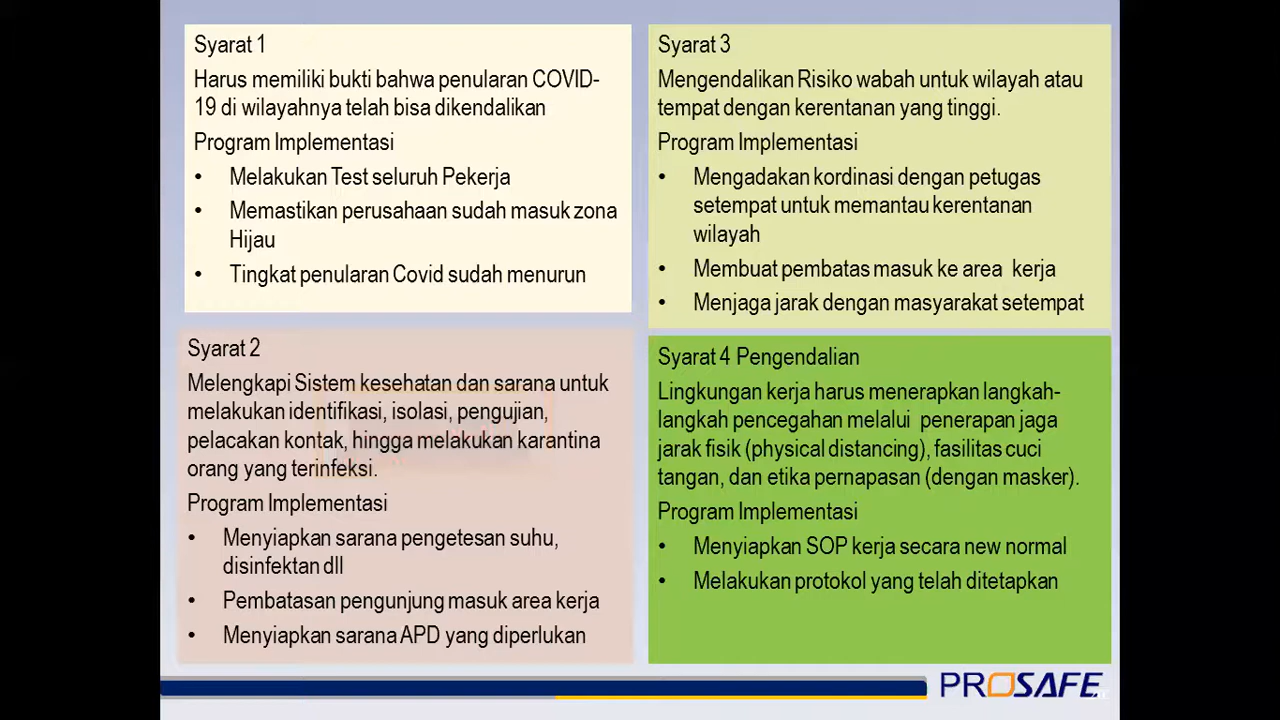 Syarat 1
Harus memiliki bukti bahwa penularan COVID-
19 di wilayahnya telah bisa dikendalikan
Program Implementasi
• Melakukan Test seluruh Pekerja
• Memastikan perusahaan sudah masuk zona
Hijau
• Tingkat penularan Covid sudah menurun
Syarat 2
Melengkapi Sistem kesehatan dan sarana untuk
melakukan identifikasi, isolasi, pengujian,
pelacakan kontak, hingga melakukan karantina
orang yang terinfeksi.
Program Implementasi
• Menyiapkan sarana pengetesan suhu,
disinfektan dll
• Pembatasan pengunjung masuk area kerja
• Menyiapkan sarana APD yang diperlukan
Syarat 3
Mengendalikan Risiko wabah untuk wilayah atau
tempat dengan kerentanan yang tinggi.
Program Implementasi
• Mengadakan kordinasi dengan petugas
setempat untuk memantau kerentanan
wilayah
• Membuat pembatas masuk ke area kerja
• Menjaga jarak dengan masyarakat setempat
Syarat 4 Pengendalian
Lingkungan kerja harus menerapkan langkah-
langkah pencegahan melalui penerapan jaga
jarak fisik (physical distancing), fasilitas cuci
tangan, dan etika pernapasan (dengan masker).
Program Implementasi
• Menyiapkan SOP kerja secara new normal
• Melakukan protokol yang telah ditetapkan
PROSAFE